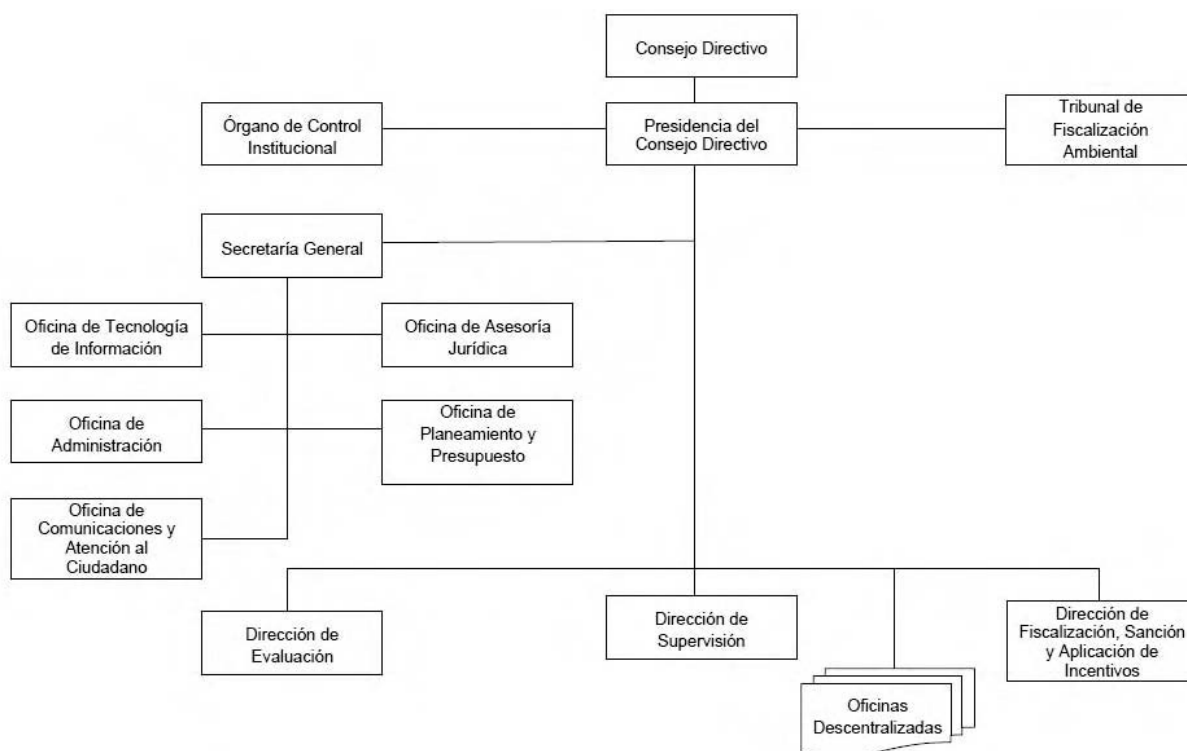 Consejo Directivo
Órgano de Control
Institucional
Presidencia del
Consejo Directivo
Tribunal de
Fiscalización
Ambiental
Secretaría General
Oficina de Tecnología
de Información
Oficina de Asesoría
Jurídica
Oficina de
Administración
Oficina de
Planeamiento y
Presupuesto
Oficina de
Comunicaciones y
Atención al
Ciudadano
Dirección de
Evaluación
Dirección de
Supervisión
Oficinas
Descentralizadas
Dirección de
Fiscalización, Sanción
y Aplicación de
Incentivos